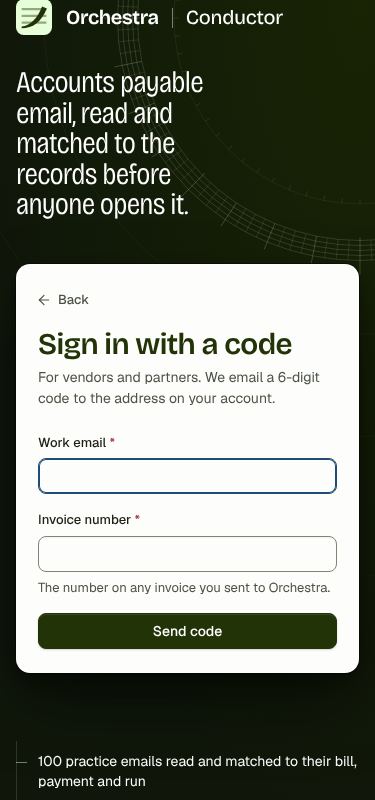 Orchestra | Conductor
Accounts payable
email, read and
matched to the
records before
anyone opens it.
← Back
Sign in with a code
For vendors and partners. We email a 6-digit
code to the address on your account.
Work email *
Invoice number *
The number on any invoice you sent to Orchestra.
Send code
100 practice emails read and matched to their bill,
payment and run